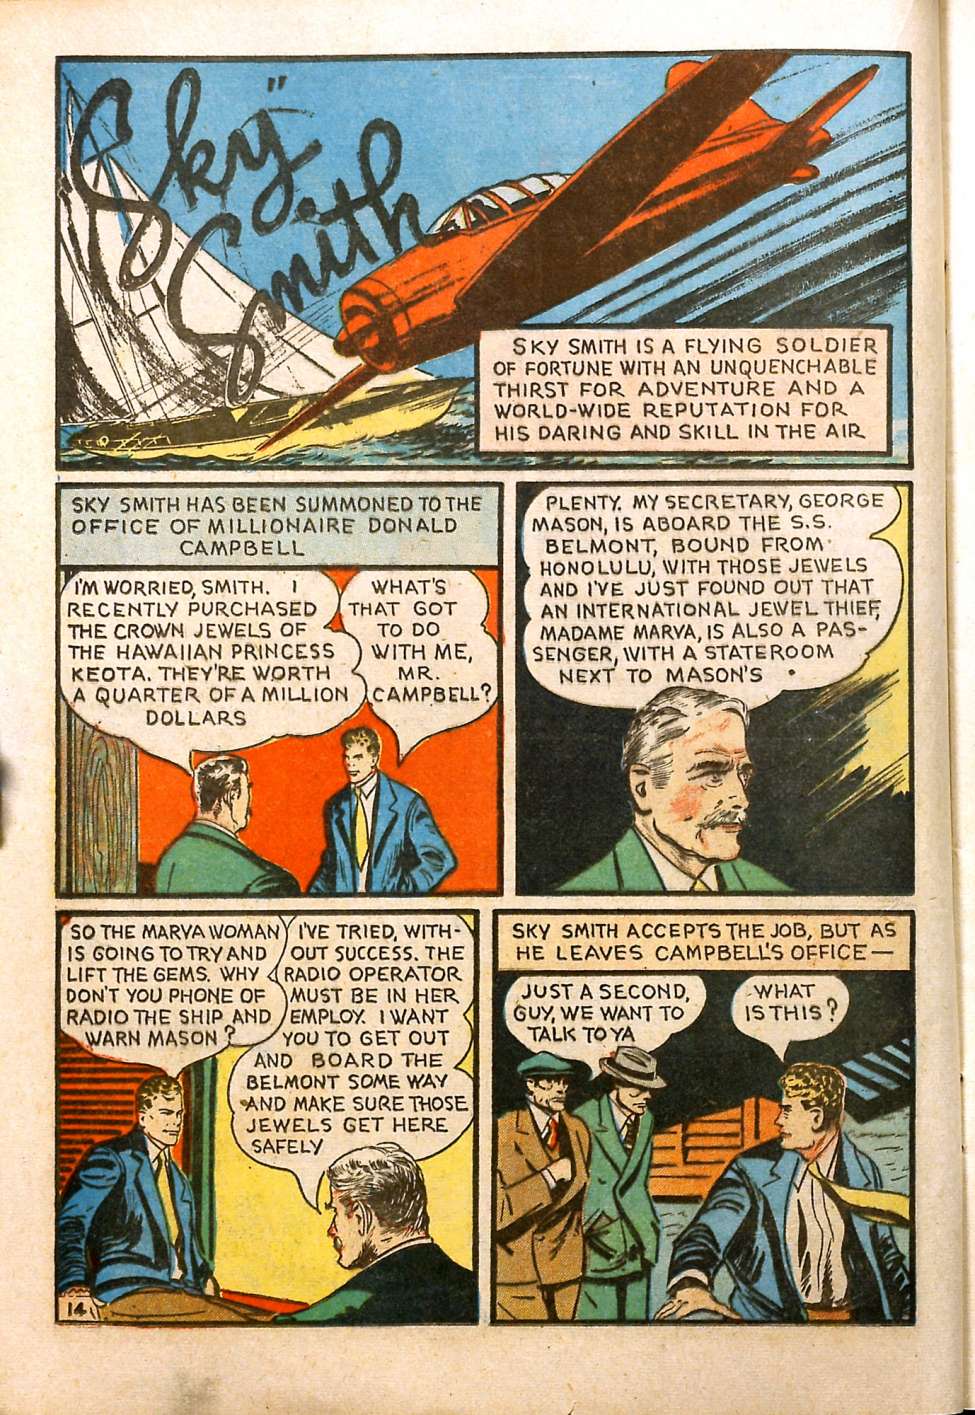 "Sky"
Smith
SKY SMITH IS A FLYING SOLDIER
OF FORTUNE WITH AN UNQUENCHABLE
THIRST FOR ADVENTURE AND A
WORLD-WIDE REPUTATION FOR
HIS DARING AND SKILL IN THE AIR
SKY SMITH HAS BEEN SUMMONED TO THE
OFFICE OF MILLIONAIRE DONALD
CAMPBELL
I'M WORRIED, SMITH. I
RECENTLY PURCHASED
THE CROWN JEWELS OF
THE HAWAIIAN PRINCESS
KEOTA. THEY'RE WORTH
A QUARTER OF A MILLION
DOLLARS
WHAT'S
THAT GOT
TO DO
WITH ME,
MR.
CAMPBELL?
PLENTY. MY SECRETARY, GEORGE
MASON, IS ABOARD THE S.S.
BELMONT, BOUND FROM
HONOLULU, WITH THOSE JEWELS
AND I'VE JUST FOUND OUT THAT
AN INTERNATIONAL JEWEL THIEF,
MADAME MARVA, IS ALSO A PAS-
SENGER, WITH A STATEROOM
NEXT TO MASON'S
SO THE MARVA WOMAN
IS GOING TO TRY AND
LIFT THE GEMS. WHY
DON'T YOU PHONE OF
RADIO THE SHIP AND
WARN MASON?
I'VE TRIED, WITH-
OUT SUCCESS. THE
RADIO OPERATOR
MUST BE IN HER
EMPLOY. I WANT
YOU TO GET OUT
AND BOARD THE
BELMONT SOME WAY
AND MAKE SURE THOSE
JEWELS GET HERE
SAFELY
14
SKY SMITH ACCEPTS THE JOB, BUT AS
HE LEAVES CAMPBELL'S OFFICE—
JUST A SECOND,
GUY, WE WANT TO
TALK TO YA
WHAT
IS THIS?